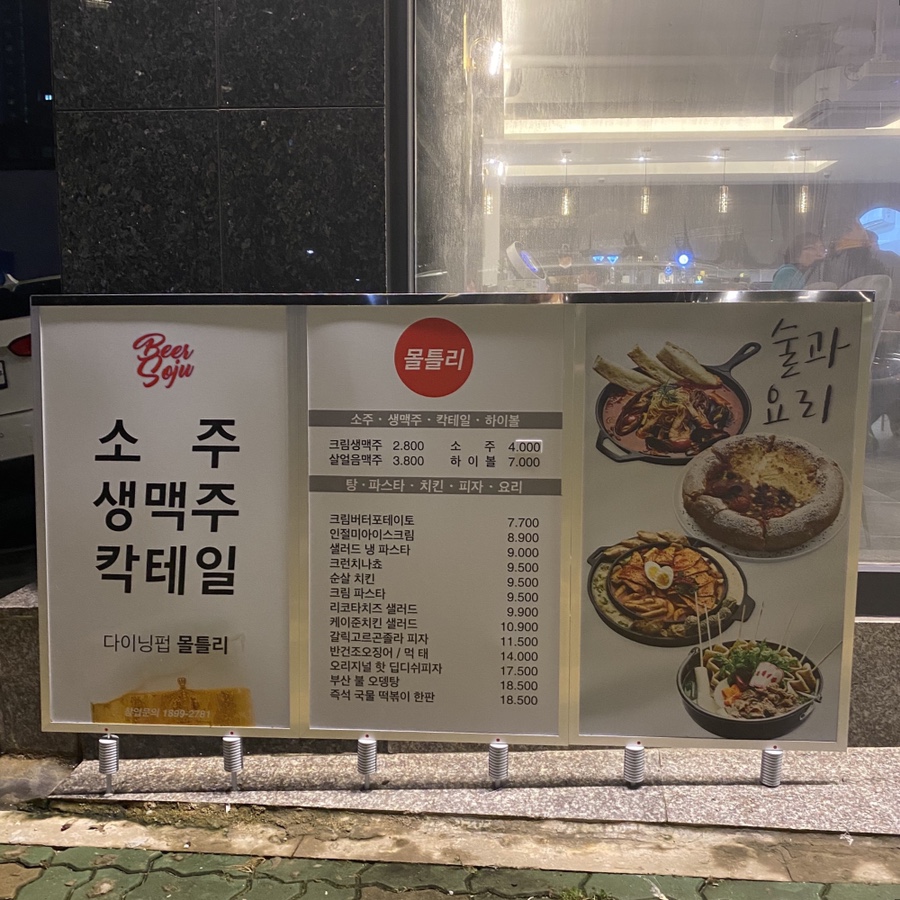 Beer
Soju
소 주
생맥주
칵테일
다이닝펍 몰틀리
창업문의 1899-2781
몰틀리
소주 · 생맥주 · 칵테일 · 하이볼
크림생맥주 2.800 소 주 4.000
살얼음맥주 3.800 하 이 볼 7.000
탕 · 파스타 · 치킨 · 피자 · 요리
크림버터포테이토 7.700
인절미아이스크림 8.900
샐러드 냉 파스타 9.000
크런치나쵸 9.500
순살 치킨 9.500
크림 파스타 9.500
리코타치즈 샐러드 9.900
케이준치킨 샐러드 10.900
갈릭고르곤졸라 피자 11.500
반건조오징어 / 먹 태 14.000
오리지널 핫 딥디쉬피자 17.500
부산 불 오뎅탕 18.500
즉석 국물 떡볶이 한판 18.500
술과
요리